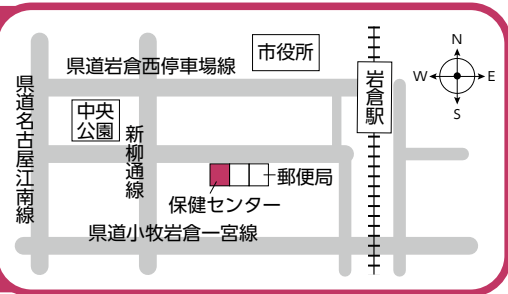 市役所
県道岩倉西停車場線
岩倉駅
N
W
E
S
県道名古屋江南線
中央
公園
新柳通線
郵便局
保健センター
県道小牧岩倉一宮線